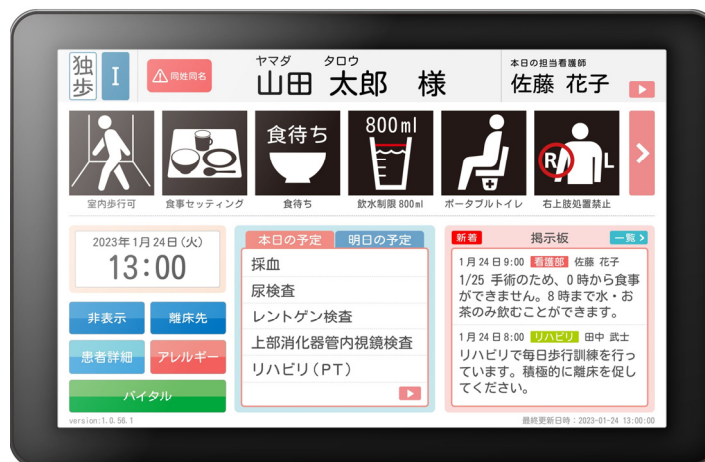 独歩
I
同姓同名
ヤマダ タロウ
山田 太郎 様
本日の担当看護師
佐藤 花子
室内歩行可
食事セッティング
食待ち
食待ち
800ml
飲水制限 800ml
ポータブルトイレ
R
L
右上肢処置禁止
2023年1月24日(火)
13:00
非表示
離床先
患者詳細
アレルギー
バイタル
本日の予定
明日の予定
採血
尿検査
レントゲン検査
上部消化器管内視鏡検査
リハビリ(PT)
新着
掲示板
一覧
1月24日 9:00 看護部 佐藤 花子
1/25 手術のため、0時から食事
ができません。8時まで水・お
茶のみ飲むことができます。
1月24日 8:00 リハビリ 田中 武士
リハビリで毎日歩行訓練を行っ
ています。積極的に離床を促し
てください。
version:1.0.56.1
最終更新日時:2023-01-24 13:00:00